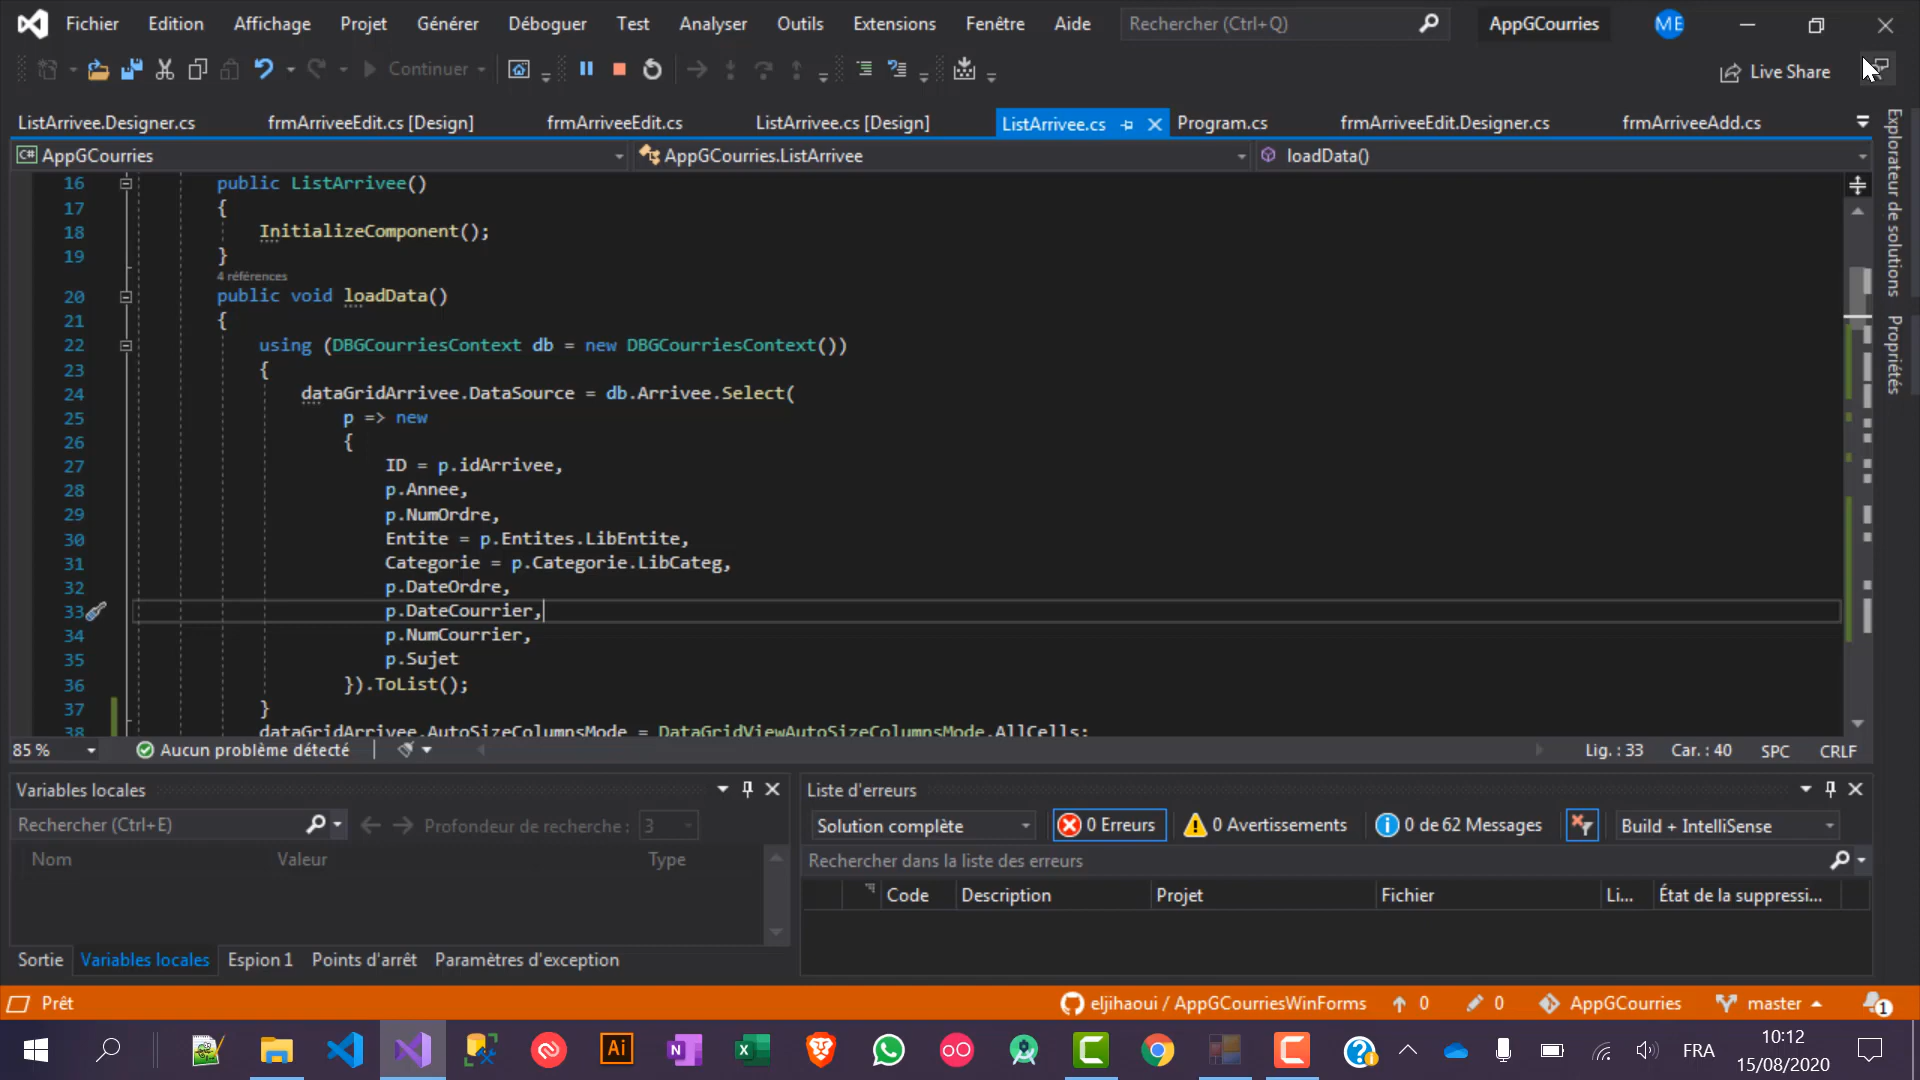 Fichier Edition Affichage Projet Générer Déboguer Test Analyser Outils Extensions Fenêtre Aide Rechercher (Ctrl+Q) AppGCourries ME
Continuer Live Share
ListArrivee.Designer.cs frmArriveeEdit.cs [Design] frmArriveeEdit.cs ListArrivee.cs [Design] ListArrivee.cs Program.cs frmArriveeEdit.Designer.cs frmArriveeAdd.cs
C# AppGCourries AppGCourries.ListArrivee loadData()
Explorateur de solutions
Propriétés
16 public ListArrivee()
17 {
18 InitializeComponent();
19 }
4 références
20 public void loadData()
21 {
22 using (DBGCourriesContext db = new DBGCourriesContext())
23 {
24 dataGridArrivee.DataSource = db.Arrivee.Select(
25 p => new
26 {
27 ID = p.idArrivee,
28 p.Annee,
29 p.NumOrdre,
30 Entite = p.Entites.LibEntite,
31 Categorie = p.Categorie.LibCateg,
32 p.DateOrdre,
33 p.DateCourrier,
34 p.NumCourrier,
35 p.Sujet
36 }).ToList();
37 }
38 dataGridArrivee.AutoSizeColumnsMode = DataGridViewAutoSizeColumnsMode.AllCells;
85 % Aucun problème détecté Lig. : 33 Car. : 40 SPC CRLF
Variables locales
Rechercher (Ctrl+E) Profondeur de recherche : 3
Nom Valeur Type
Sortie Variables locales Espion 1 Points d'arrêt Paramètres d'exception
Liste d'erreurs
Solution complète 0 Erreurs 0 Avertissements 0 de 62 Messages Build + IntelliSense
Rechercher dans la liste des erreurs
Code Description Projet Fichier Li... État de la suppressi...
Prêt eljihaoui / AppGCourriesWinForms 0 0 AppGCourries master 1
Ai FRA 10:12
15/08/2020